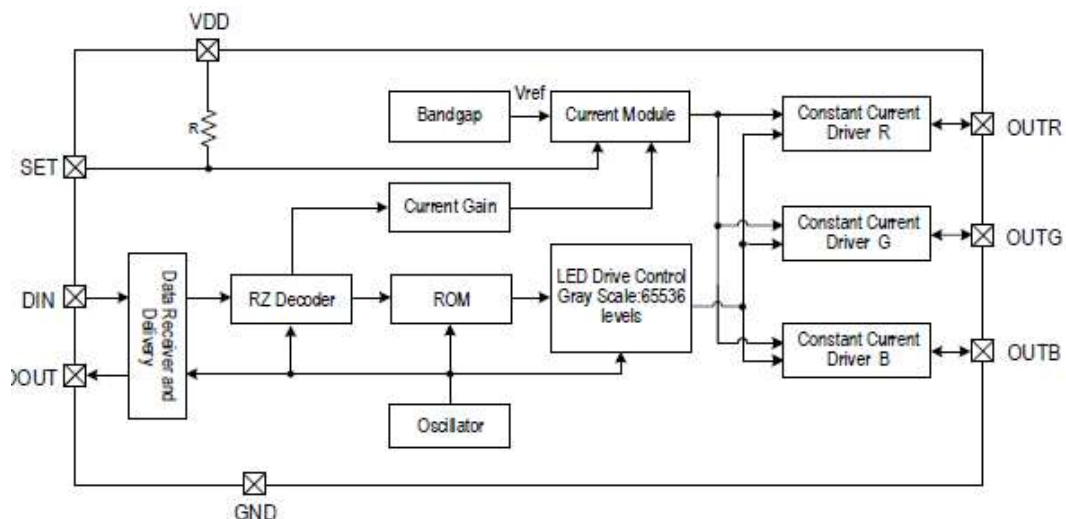 VDD
R
SET
Bandgap
Vref
Current Module
Constant Current
Driver R
OUTR
Current Gain
Constant Current
Driver G
OUTG
DIN
Data Receiver and
Delivery
RZ Decoder
ROM
LED Drive Control
Gray Scale:65536
levels
Constant Current
Driver B
OUTB
OOUT
Oscillator
GND